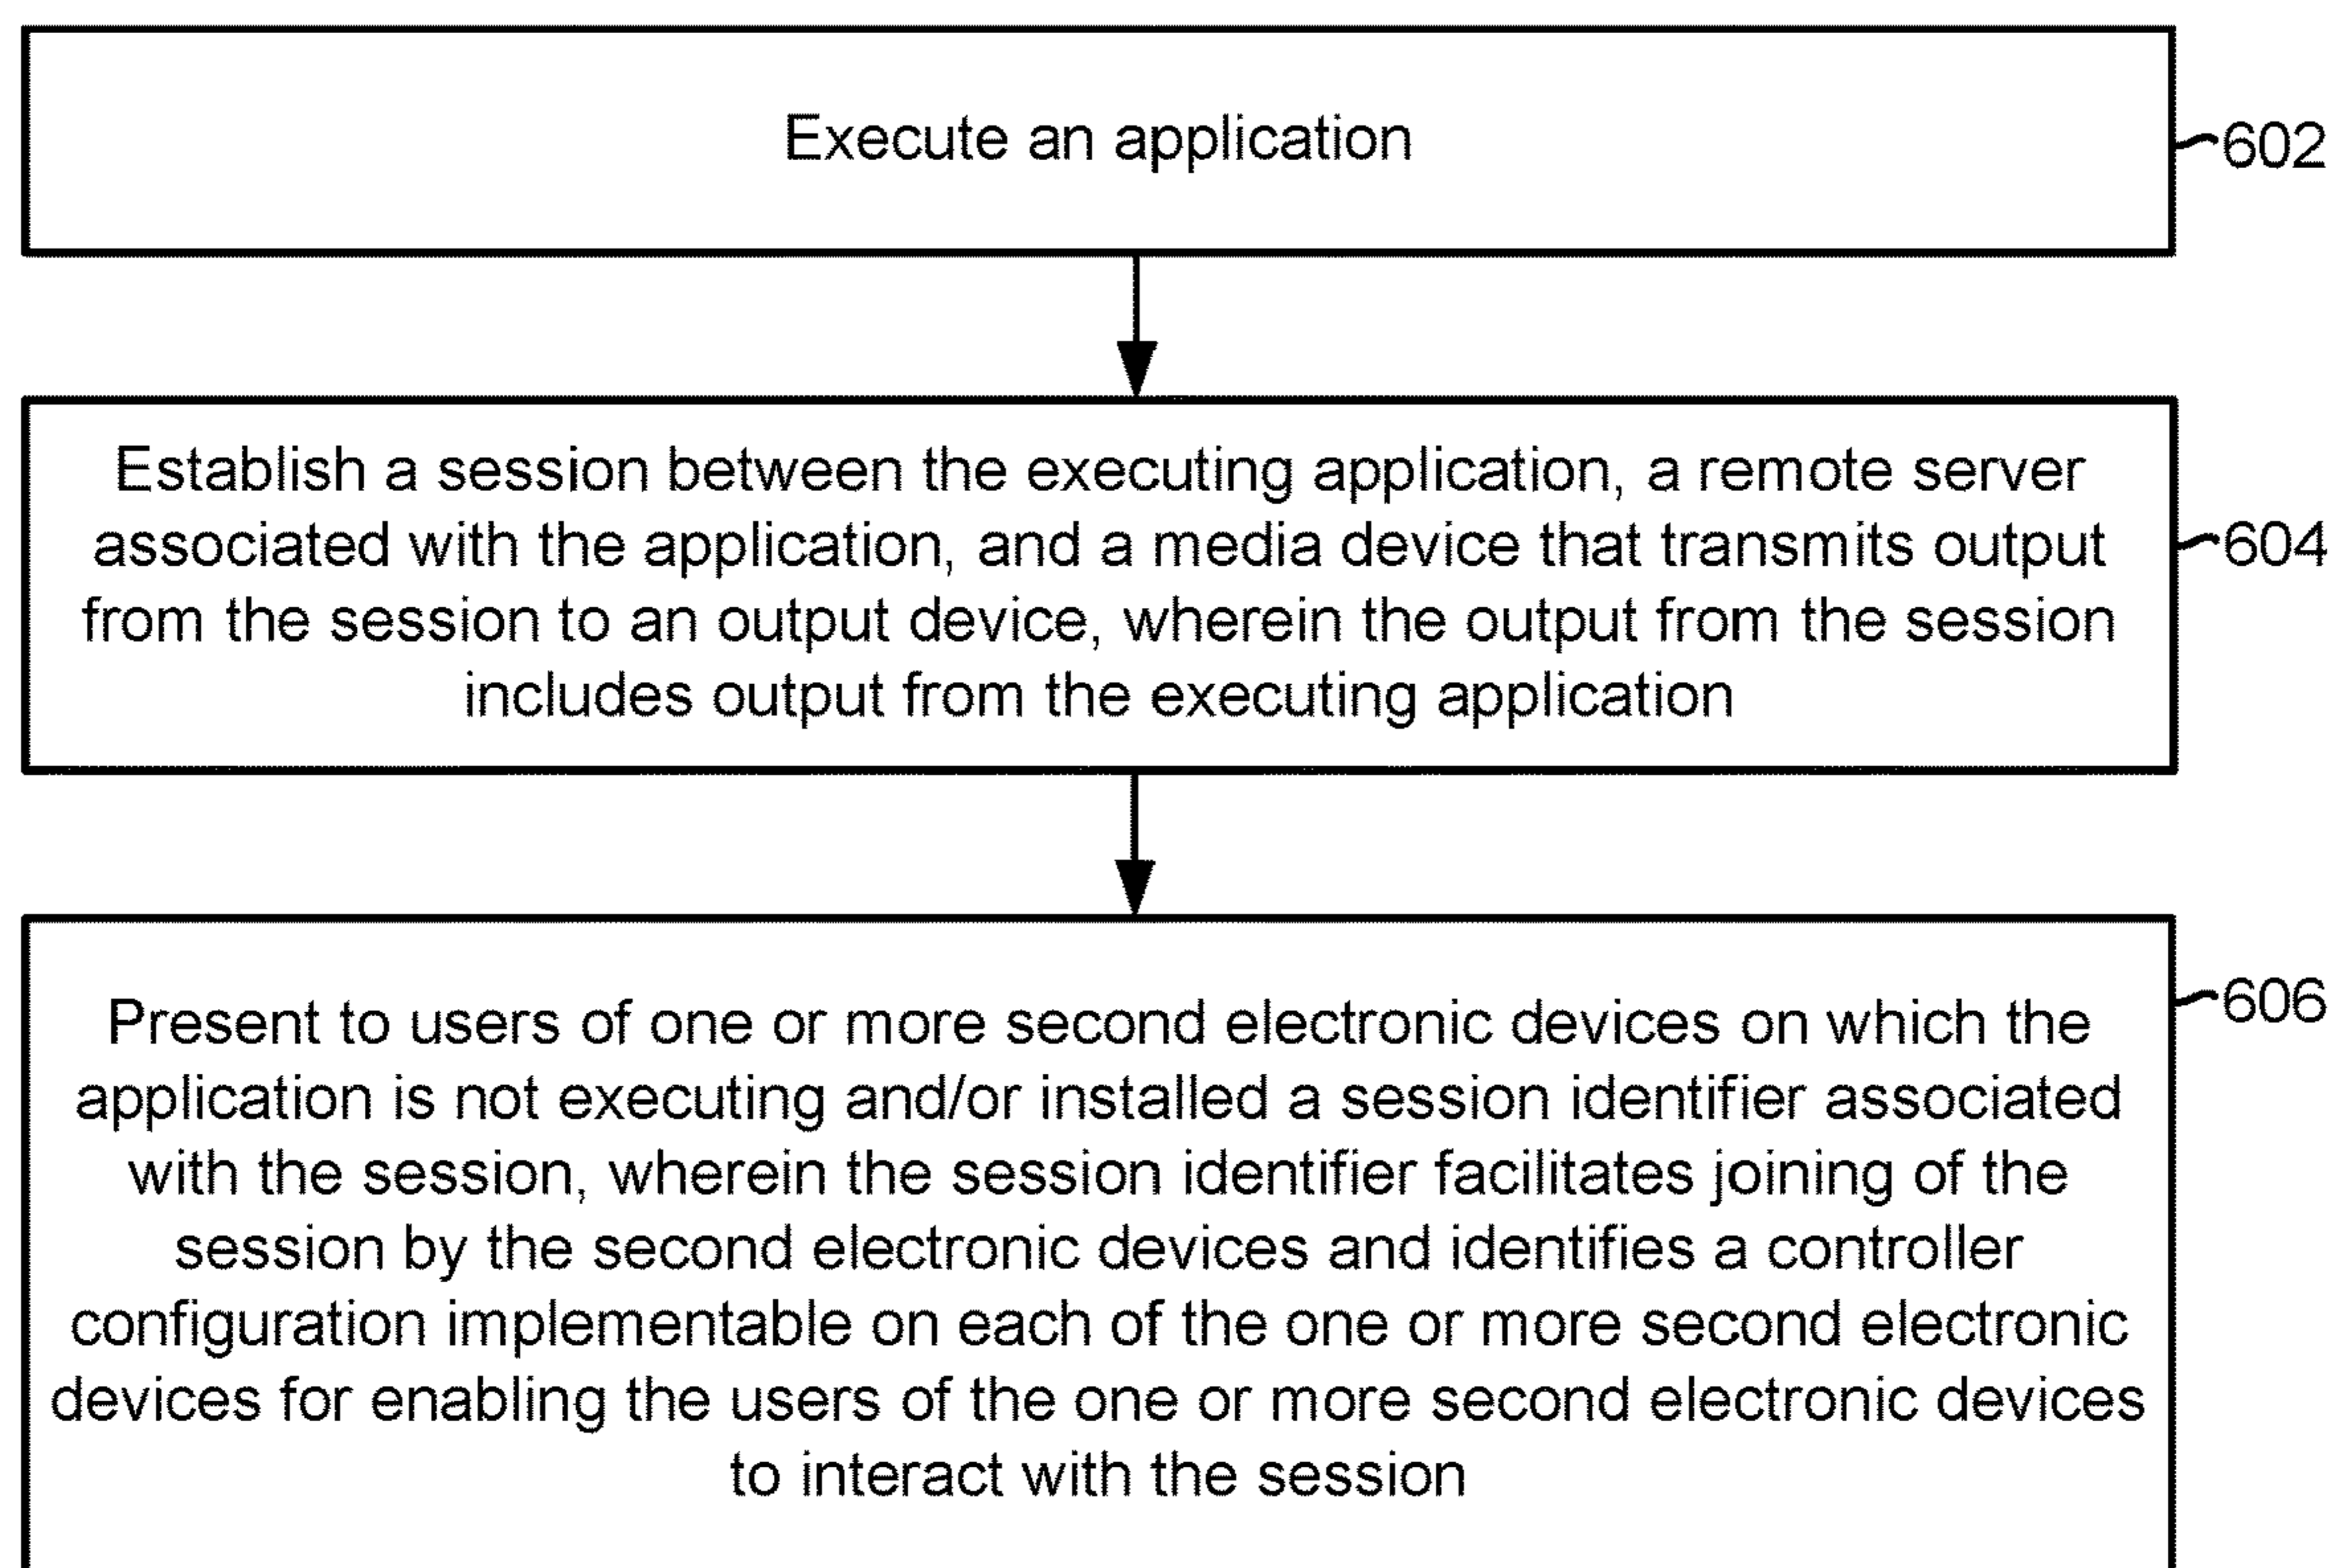 Execute an application
602
Establish a session between the executing application, a remote server
associated with the application, and a media device that transmits output
from the session to an output device, wherein the output from the session
includes output from the executing application
604
Present to users of one or more second electronic devices on which the
application is not executing and/or installed a session identifier associated
with the session, wherein the session identifier facilitates joining of the
session by the second electronic devices and identifies a controller
configuration implementable on each of the one or more second electronic
devices for enabling the users of the one or more second electronic devices
to interact with the session
606